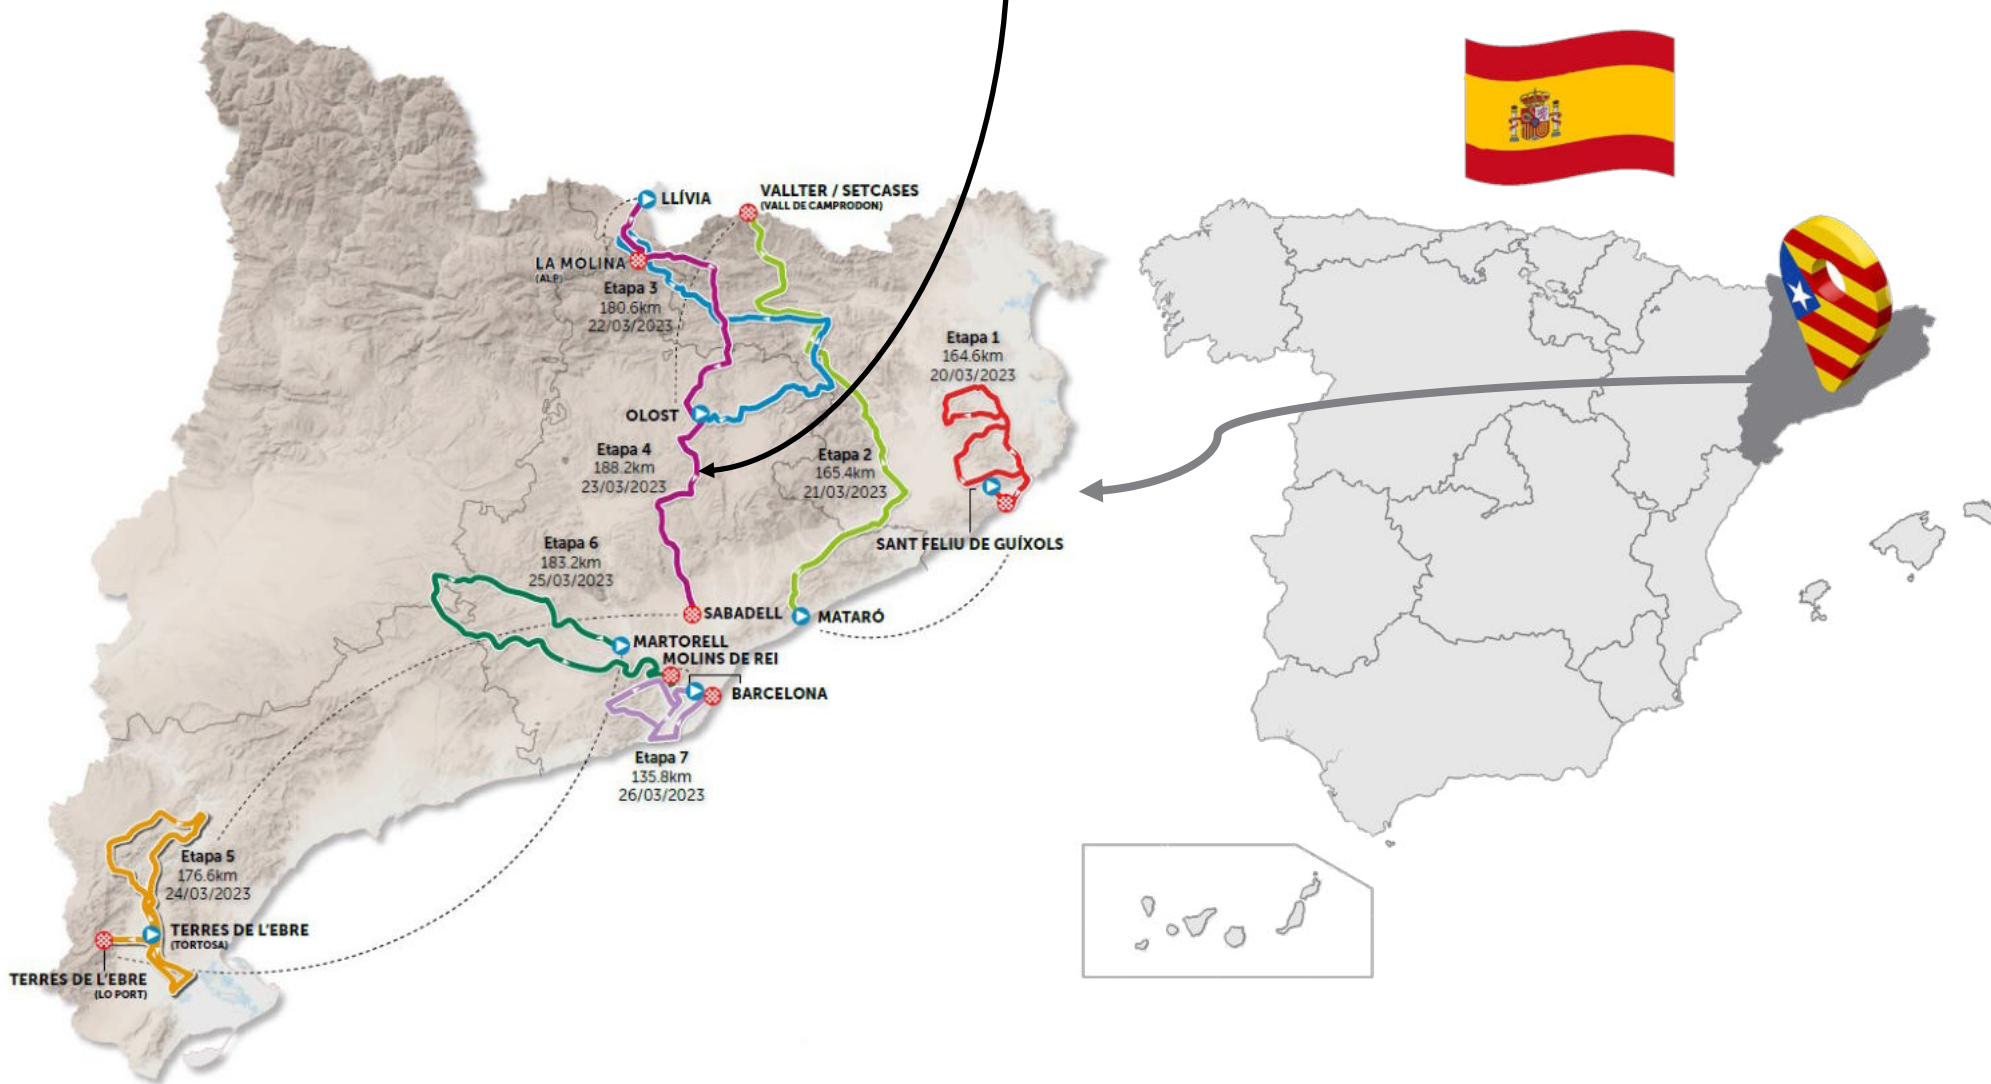 LLÍVIA
VALLTER / SETCASES
(VALL DE CAMPRODON)
LA MOLINA
(ALP)
Etapa 3
180.6km
22/03/2023
Etapa 1
164.6km
20/03/2023
OLOST
Etapa 4
188.2km
23/03/2023
Etapa 2
165.4km
21/03/2023
SANT FELIU DE GUÍXOLS
Etapa 6
183.2km
25/03/2023
SABADELL
MATARÓ
MARTORELL
MOLINS DE REI
BARCELONA
Etapa 7
135.8km
26/03/2023
Etapa 5
176.6km
24/03/2023
TERRES DE L'EBRE
(TORTOSA)
TERRES DE L'EBRE
(LO PORT)